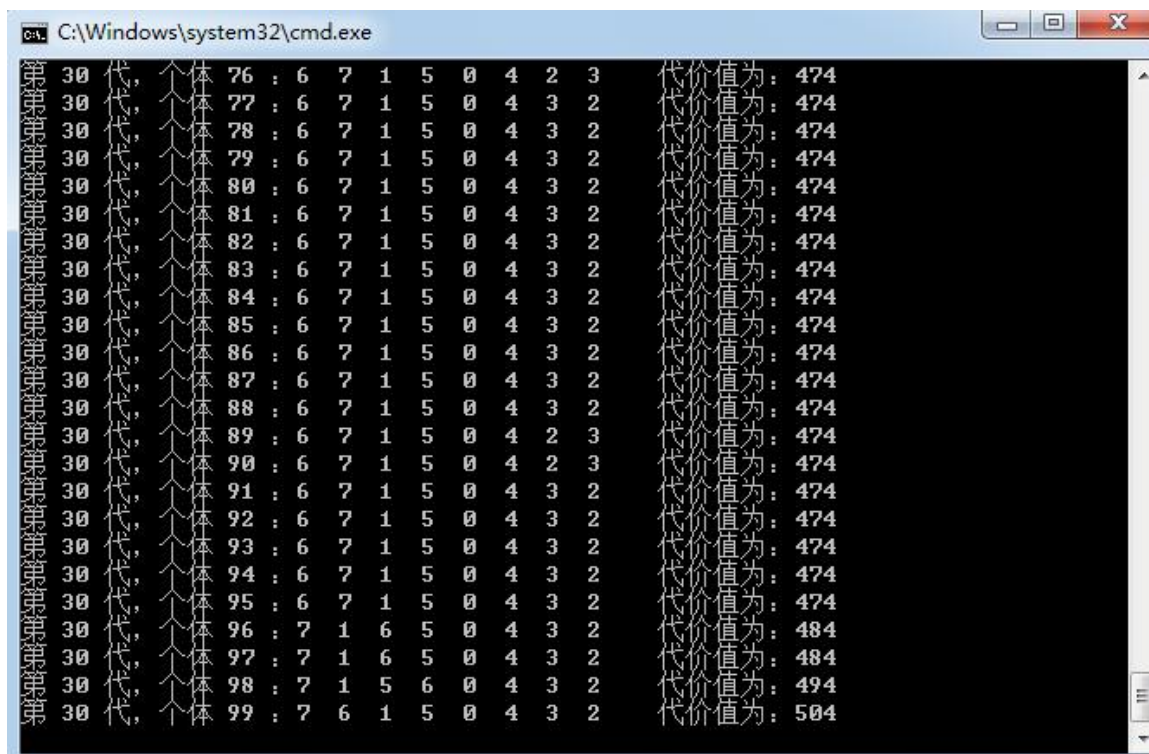 C:\Windows\system32\cmd.exe
第 30 代, 个体 76 : 6 7 1 5 0 4 2 3 代价值为: 474
第 30 代, 个体 77 : 6 7 1 5 0 4 3 2 代价值为: 474
第 30 代, 个体 78 : 6 7 1 5 0 4 3 2 代价值为: 474
第 30 代, 个体 79 : 6 7 1 5 0 4 3 2 代价值为: 474
第 30 代, 个体 80 : 6 7 1 5 0 4 3 2 代价值为: 474
第 30 代, 个体 81 : 6 7 1 5 0 4 3 2 代价值为: 474
第 30 代, 个体 82 : 6 7 1 5 0 4 3 2 代价值为: 474
第 30 代, 个体 83 : 6 7 1 5 0 4 3 2 代价值为: 474
第 30 代, 个体 84 : 6 7 1 5 0 4 3 2 代价值为: 474
第 30 代, 个体 85 : 6 7 1 5 0 4 3 2 代价值为: 474
第 30 代, 个体 86 : 6 7 1 5 0 4 3 2 代价值为: 474
第 30 代, 个体 87 : 6 7 1 5 0 4 3 2 代价值为: 474
第 30 代, 个体 88 : 6 7 1 5 0 4 3 2 代价值为: 474
第 30 代, 个体 89 : 6 7 1 5 0 4 2 3 代价值为: 474
第 30 代, 个体 90 : 6 7 1 5 0 4 2 3 代价值为: 474
第 30 代, 个体 91 : 6 7 1 5 0 4 3 2 代价值为: 474
第 30 代, 个体 92 : 6 7 1 5 0 4 3 2 代价值为: 474
第 30 代, 个体 93 : 6 7 1 5 0 4 3 2 代价值为: 474
第 30 代, 个体 94 : 6 7 1 5 0 4 3 2 代价值为: 474
第 30 代, 个体 95 : 6 7 1 5 0 4 3 2 代价值为: 474
第 30 代, 个体 96 : 7 1 6 5 0 4 3 2 代价值为: 484
第 30 代, 个体 97 : 7 1 6 5 0 4 3 2 代价值为: 484
第 30 代, 个体 98 : 7 1 5 6 0 4 3 2 代价值为: 494
第 30 代, 个体 99 : 7 6 1 5 0 4 3 2 代价值为: 504